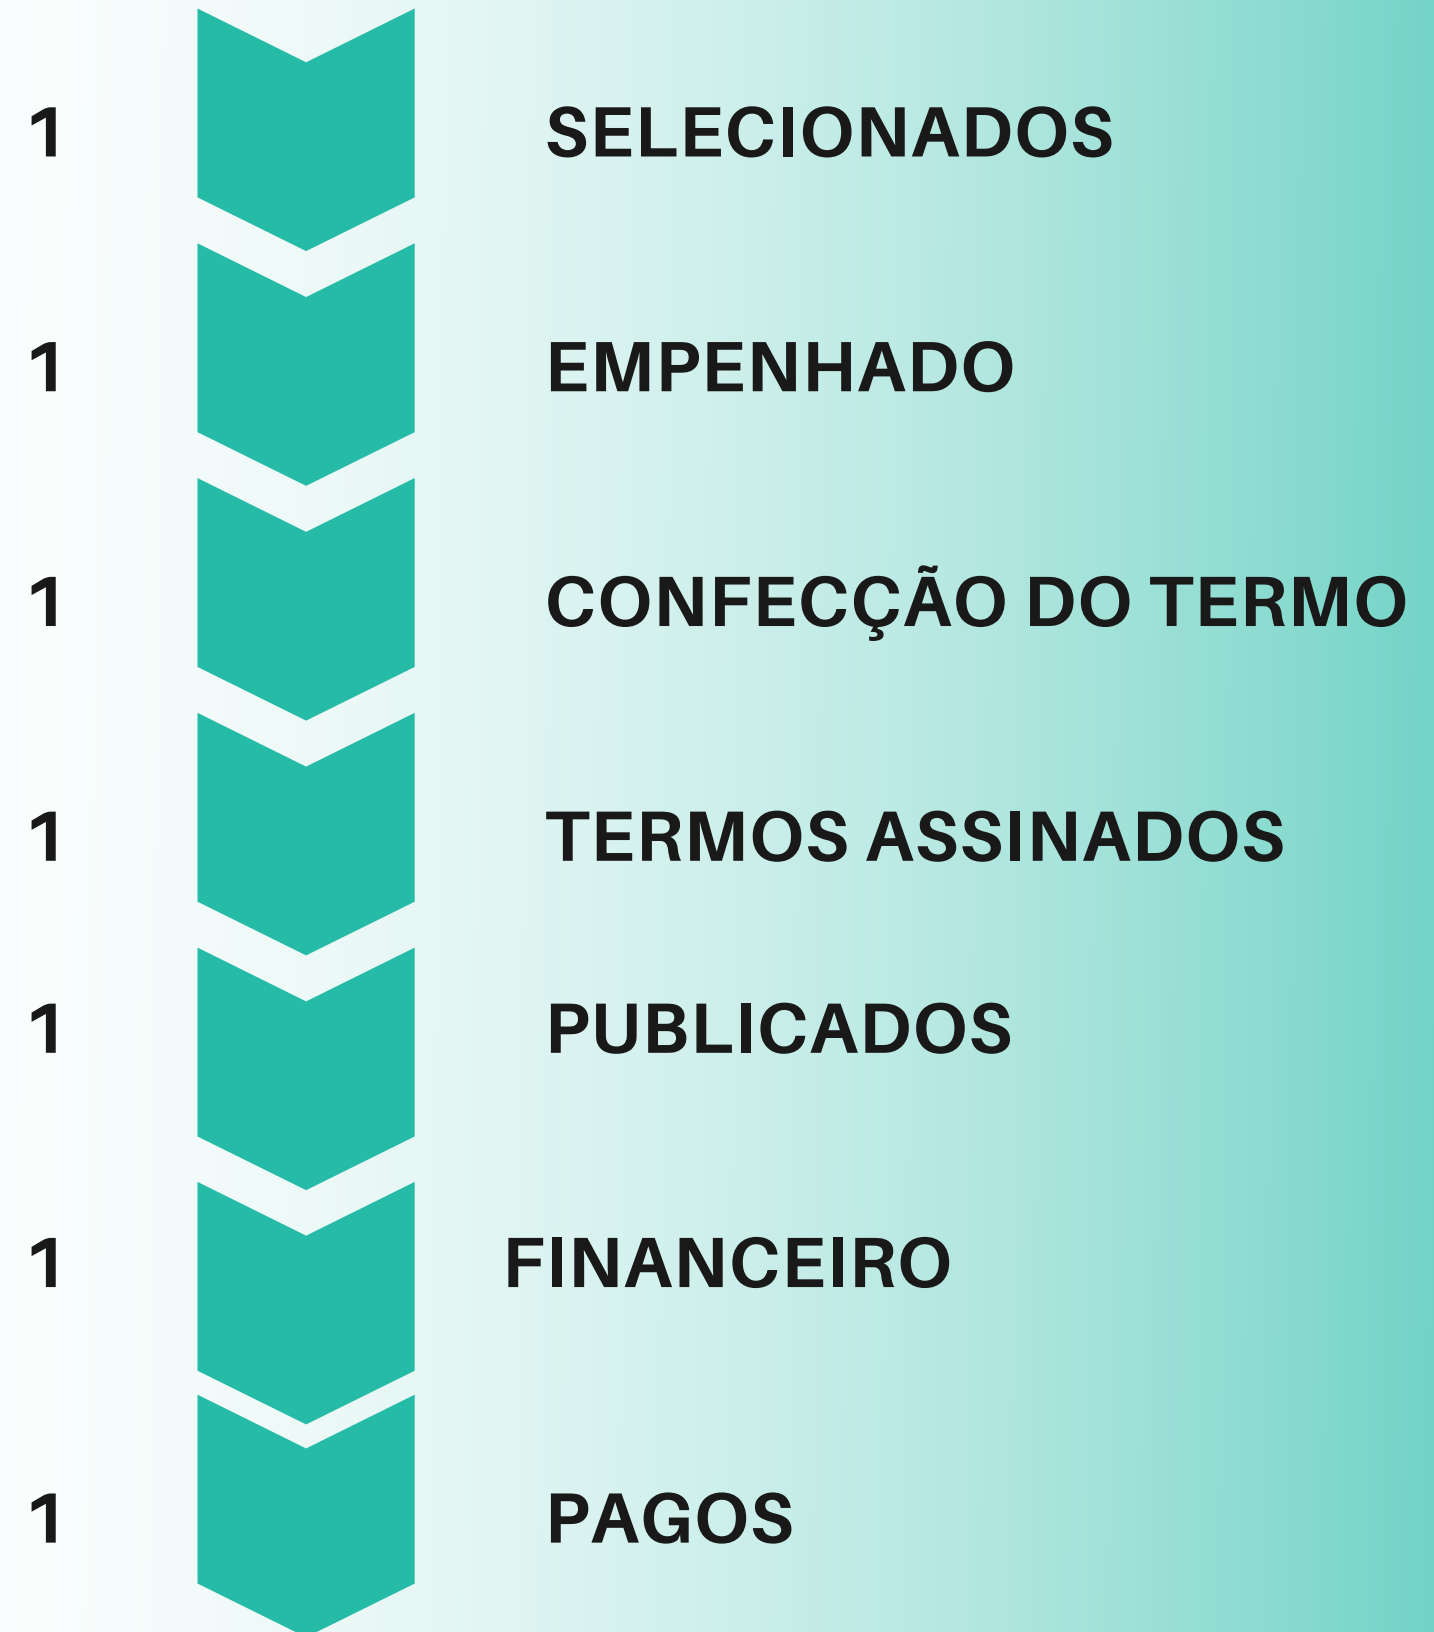 1 SELECIONADOS
1 EMPENHADO
1 CONFECÇÃO DO TERMO
1 TERMOS ASSINADOS
1 PUBLICADOS
1 FINANCEIRO
1 PAGOS